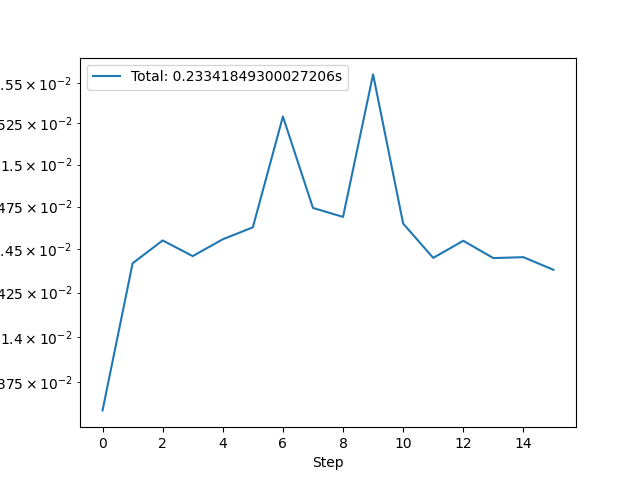 Total: 0.23341849300027206s
.55 × 10⁻²
525 × 10⁻²
1.5 × 10⁻²
475 × 10⁻²
.45 × 10⁻²
425 × 10⁻²
1.4 × 10⁻²
375 × 10⁻²
0 2 4 6 8 10 12 14
Step